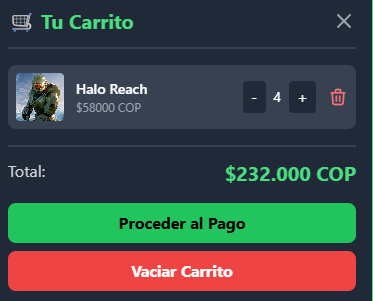 Tu Carrito
Halo Reach
$58000 COP
- 4 +
Total:
$232.000 COP
Proceder al Pago
Vaciar Carrito